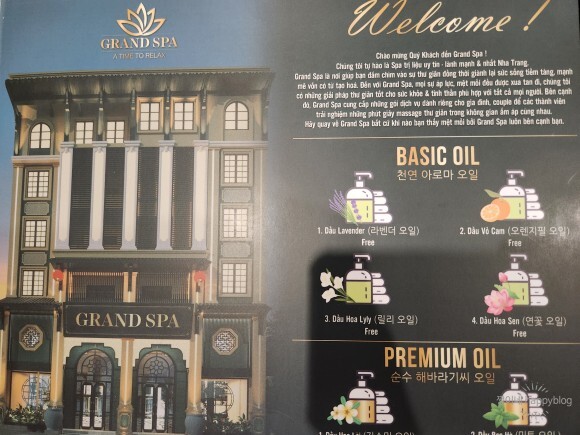 GRAND SPA
A TIME TO RELAX
GRAND SPA
Welcome !
Chào mừng Quý Khách đến Grand Spa !
Chúng tôi tự hào là Spa trị liệu uy tín - lành mạnh & nhất Nha Trang.
Grand Spa là nơi giúp bạn đắm chìm vào sự thư giãn đồng thời giành lại sức sống tiềm tàng, mạnh
mẽ vốn có từ tạo hoá. Đến với Grand Spa, mọi sự áp lực, mệt mỏi đều được xua tan đi, chúng tôi
có những giải pháp thư giãn tốt cho sức khỏe & tinh thần phù hợp với tất cả mọi người. Bên cạnh
đó, Grand Spa cung cấp những gói dịch vụ dành riêng cho gia đình, couple để các thành viên
trải nghiệm những phút giây massage thư giãn trong không gian ấm áp cùng nhau.
Hãy quay về Grand Spa bất cứ khi nào bạn thấy mệt mỏi bởi Grand Spa luôn bên cạnh bạn.
BASIC OIL
천연 아로마 오일
1. Dầu Lavender (라벤더 오일)
Free
2. Dầu Vỏ Cam (오렌지필 오일)
Free
3. Dầu Hoa Lyly (릴리 오일)
Free
4. Dầu Hoa Sen (연꽃 오일)
Free
PREMIUM OIL
순수 해바라기씨 오일